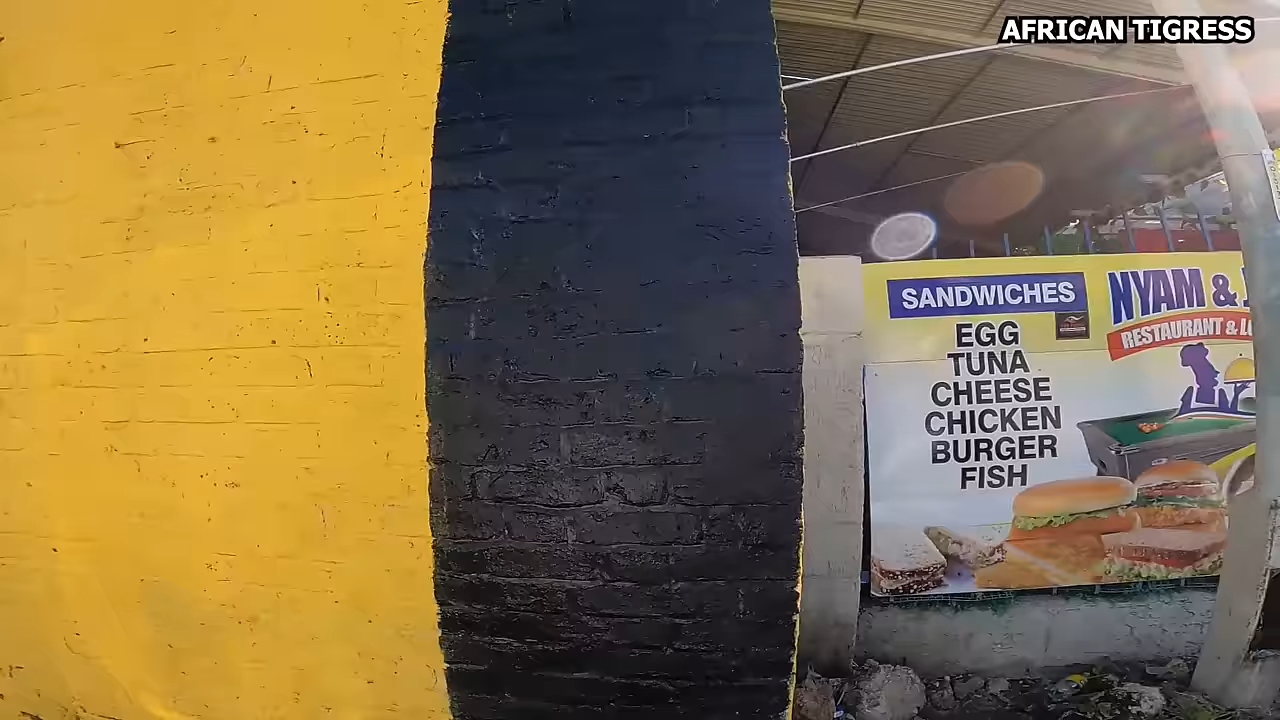 AFRICAN TIGRESS
SANDWICHES
EGG
TUNA
CHEESE
CHICKEN
BURGER
FISH
NYAM &
RESTAURANT &